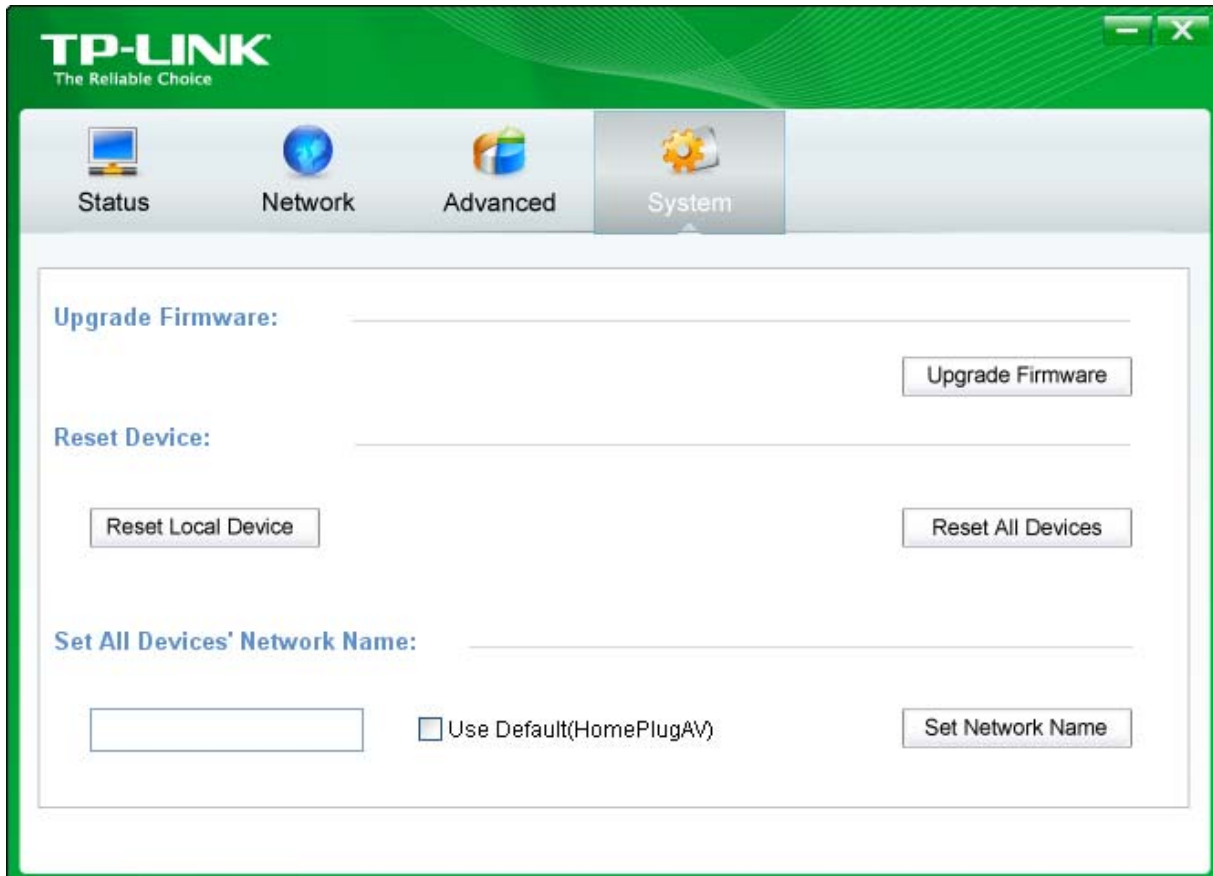 TP-LINK
The Reliable Choice
Status Network Advanced System
Upgrade Firmware:
Upgrade Firmware
Reset Device:
Reset Local Device Reset All Devices
Set All Devices' Network Name:
Use Default(HomePlugAV) Set Network Name